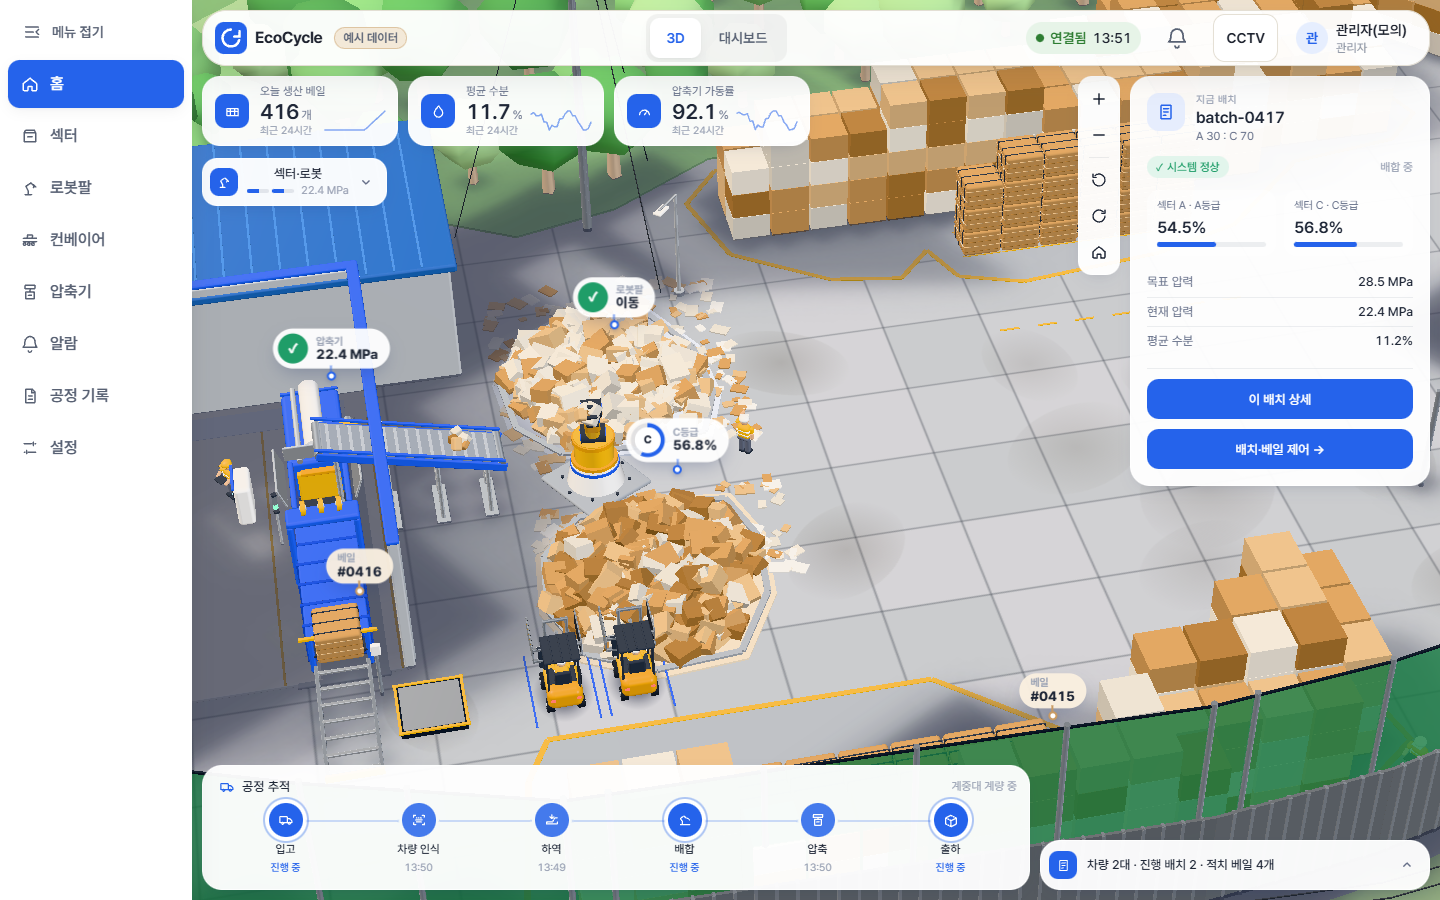 메뉴 접기
홈
섹터
로봇팔
컨베이어
압축기
알람
공정 기록
설정
EcoCycle
예시 데이터
3D
대시보드
연결됨 13:51
CCTV
관
관리자(모의)
관리자
오늘 생산 베일
416개
최근 24시간
평균 수분
11.7%
최근 24시간
압축기 가동률
92.1%
최근 24시간
섹터·로봇
22.4 MPa
지금 배치
batch-0417
A 30 : C 70
✓ 시스템 정상
배합 중
섹터 A · A등급
54.5%
섹터 C · C등급
56.8%
목표 압력 28.5 MPa
현재 압력 22.4 MPa
평균 수분 11.2%
이 배치 상세
배치·베일 제어 →
로봇팔
이동
압축기
22.4 MPa
C
C등급
56.8%
베일
#0416
베일
#0415
공정 추적
계중대 계량 중
입고
진행 중
차량 인식
13:50
하역
13:49
배합
진행 중
압축
13:50
출하
진행 중
차량 2대 · 진행 배치 2 · 적치 베일 4개